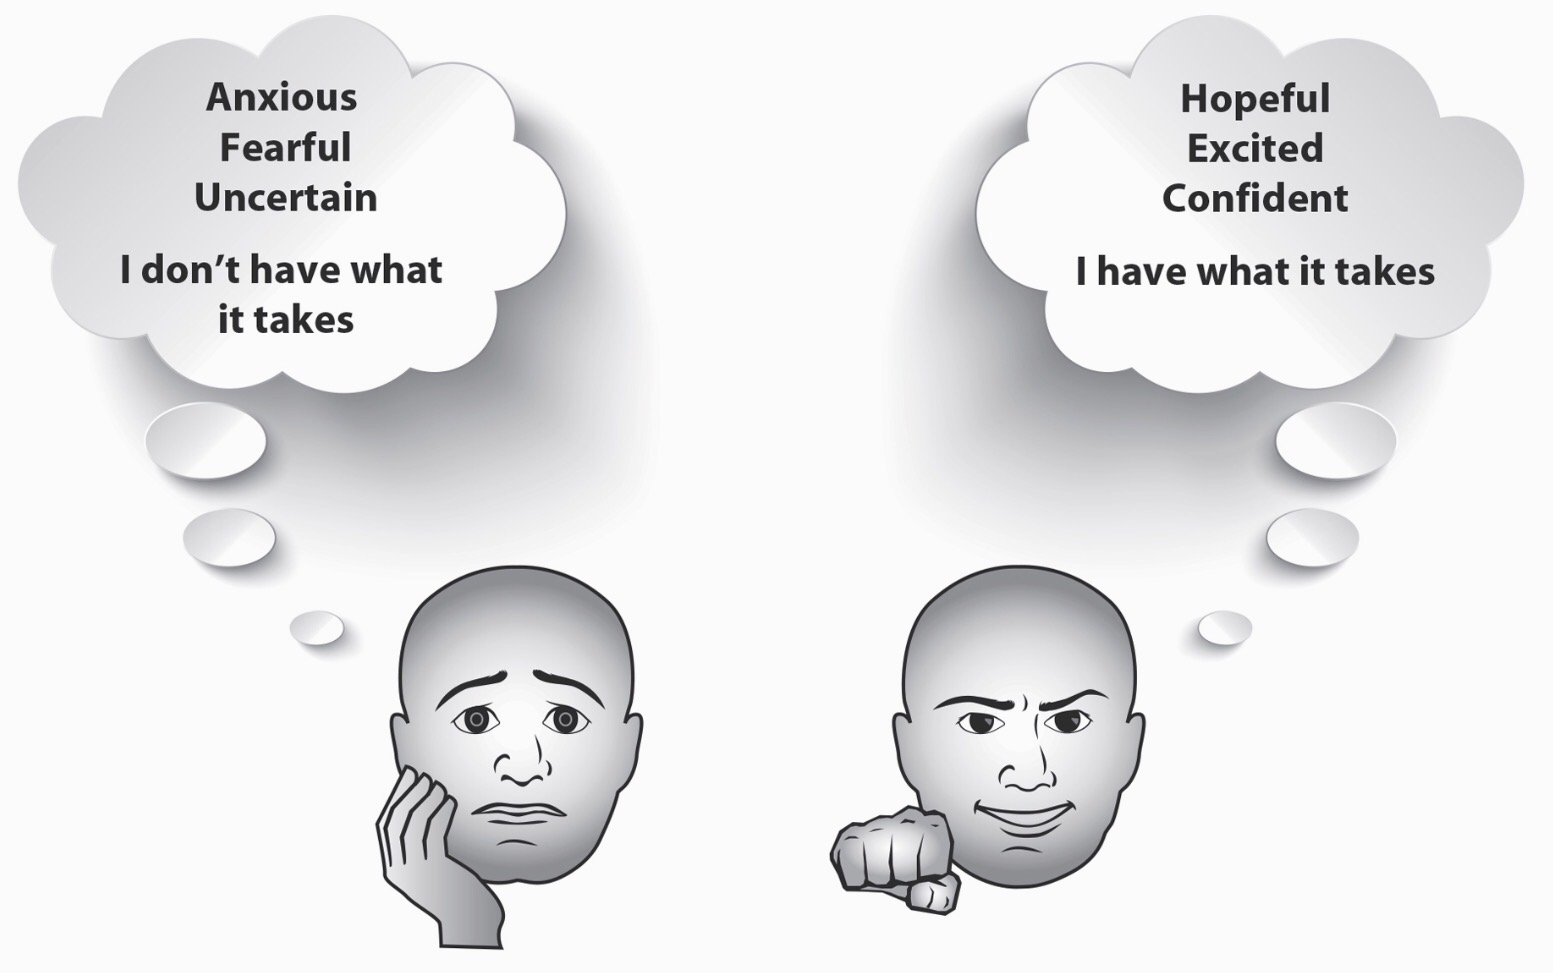 Anxious
Fearful
Uncertain
I don’t have what
it takes
Hopeful
Excited
Confident
I have what it takes